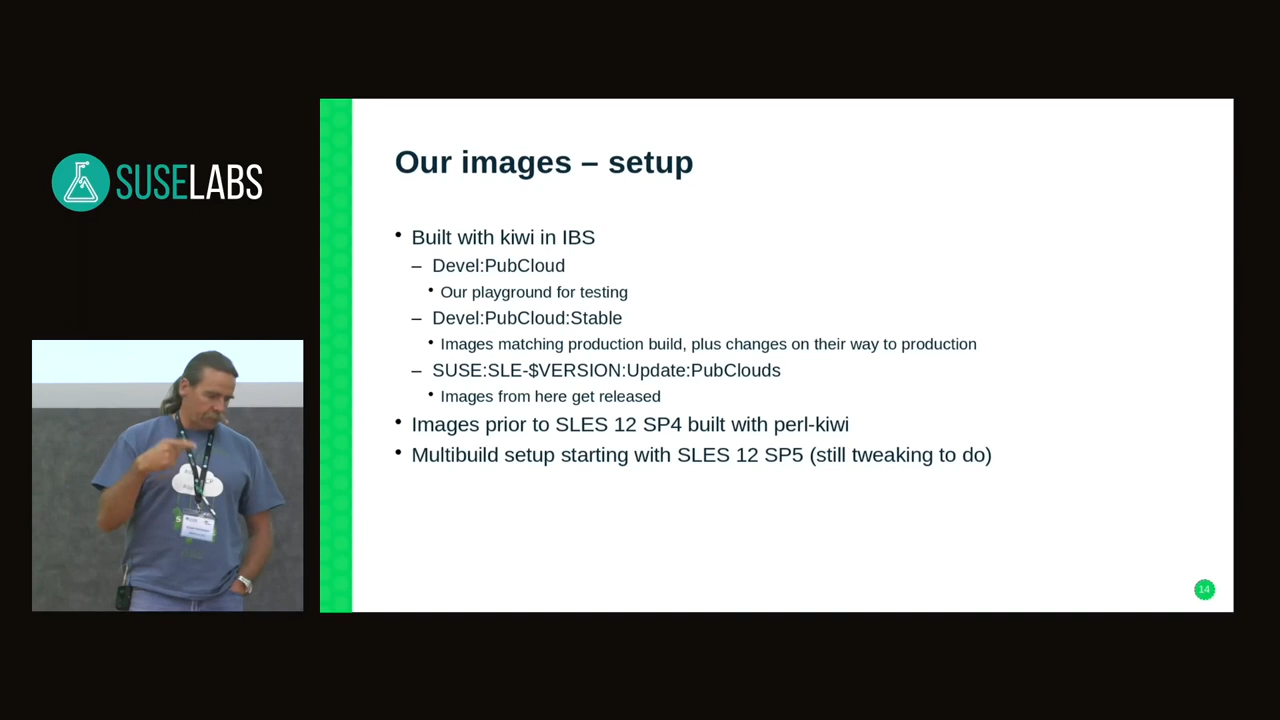 SUSELABS
Our images – setup
• Built with kiwi in IBS
– Devel:PubCloud
• Our playground for testing
– Devel:PubCloud:Stable
• Images matching production build, plus changes on their way to production
– SUSE:SLE-$VERSION:Update:PubClouds
• Images from here get released
• Images prior to SLES 12 SP4 built with perl-kiwi
• Multibuild setup starting with SLES 12 SP5 (still tweaking to do)
14